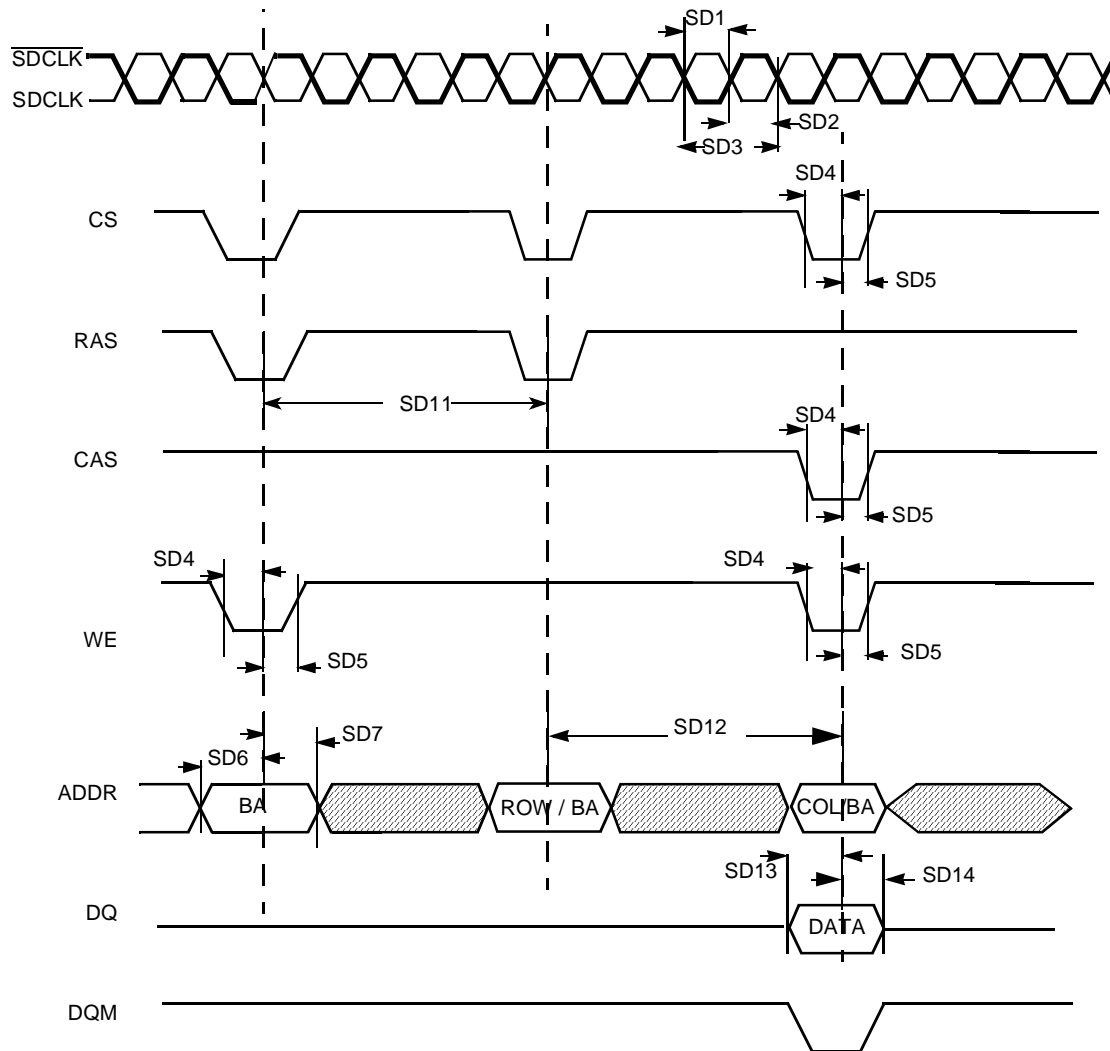 SD1
SDCLK
SDCLK
SD2
SD3
SD4
CS
SD5
RAS
SD11
SD4
CAS
SD5
SD4
SD4
WE
SD5
SD5
SD12
SD7
SD6
ADDR
BA
ROW / BA
COL/BA
SD13
SD14
DQ
DATA
DQM